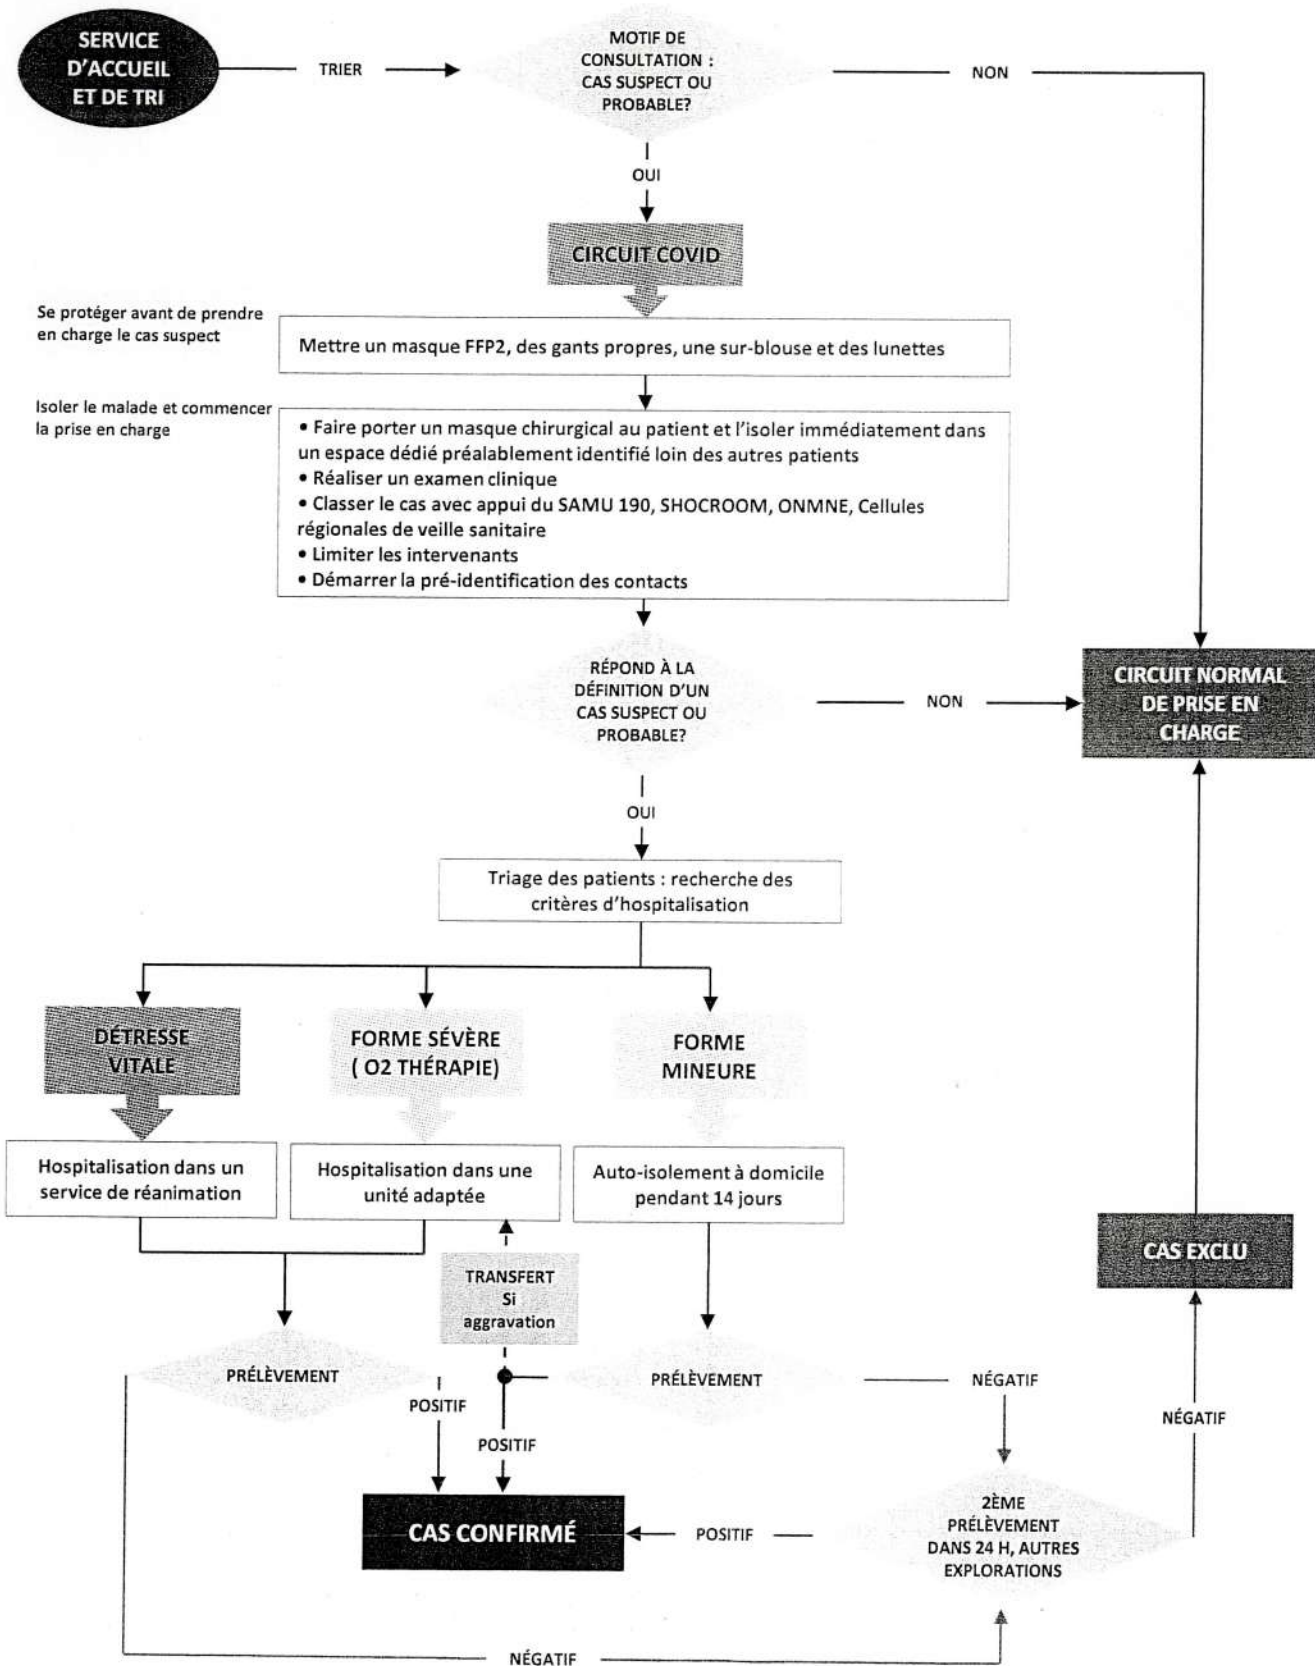 SERVICE
D'ACCUEIL
ET DE TRI
TRIER
MOTIF DE
CONSULTATION :
CAS SUSPECT OU
PROBABLE?
NON
OUI
CIRCUIT COVID
Se protéger avant de prendre
en charge le cas suspect
Mettre un masque FFP2, des gants propres, une sur-blouse et des lunettes
Isoler le malade et commencer
la prise en charge
• Faire porter un masque chirurgical au patient et l'isoler immédiatement dans
un espace dédié préalablement identifié loin des autres patients
• Réaliser un examen clinique
• Classer le cas avec appui du SAMU 190, SHOCROOM, ONMNE, Cellules
régionales de veille sanitaire
• Limiter les intervenants
• Démarrer la pré-identification des contacts
RÉPOND À LA
DÉFINITION D'UN
CAS SUSPECT OU
PROBABLE?
NON
CIRCUIT NORMAL
DE PRISE EN
CHARGE
OUI
Triage des patients : recherche des
critères d'hospitalisation
DÉTRESSE
VITALE
FORME SÉVÈRE
( O2 THÉRAPIE)
FORME
MINEURE
Hospitalisation dans un
service de réanimation
Hospitalisation dans une
unité adaptée
Auto-isolement à domicile
pendant 14 jours
CAS EXCLU
TRANSFERT
Si
aggravation
PRÉLÈVEMENT
POSITIF
POSITIF
PRÉLÈVEMENT
NÉGATIF
NÉGATIF
CAS CONFIRMÉ
POSITIF
2ÈME
PRÉLÈVEMENT
DANS 24 H, AUTRES
EXPLORATIONS
NÉGATIF